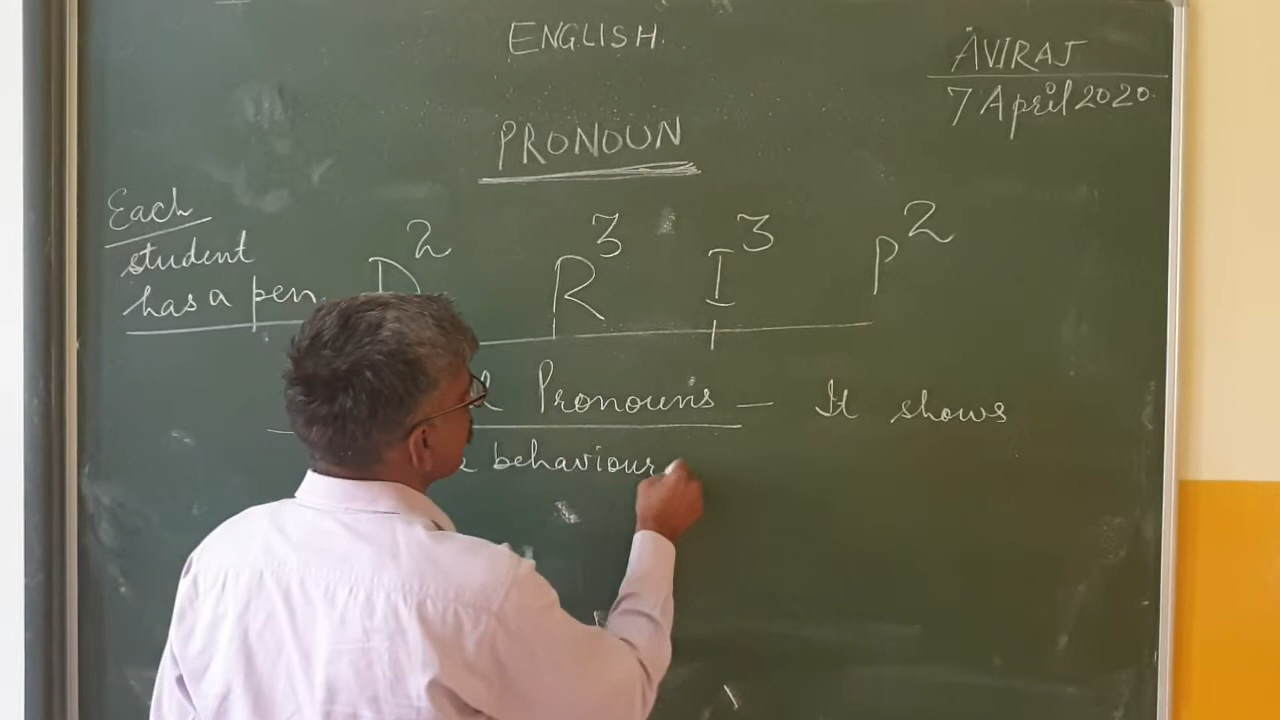 ENGLISH.
AVIRAJ
7 April 2020.
PRONOUN
Each
student
has a pen.
D² R³ I³ P²
Pronouns – It shows
behaviour